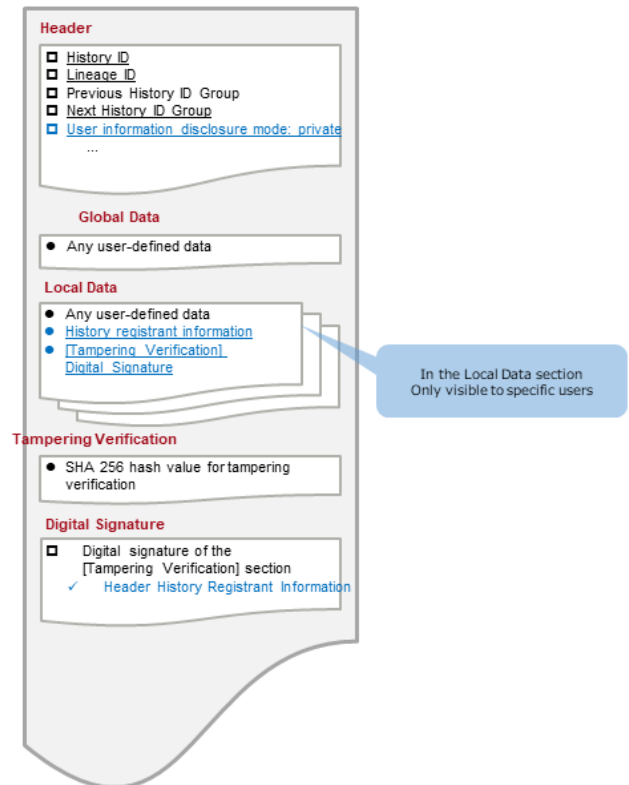 Header
History ID
Lineage ID
Previous History ID Group
Next History ID Group
User information disclosure mode: private
...
Global Data
Any user-defined data
Local Data
Any user-defined data
History registrant information
[Tampering Verification]
Digital Signature
In the Local Data section
Only visible to specific users
Tampering Verification
SHA 256 hash value for tampering
verification
Digital Signature
Digital signature of the
[Tampering Verification] section
✓ Header History Registrant Information